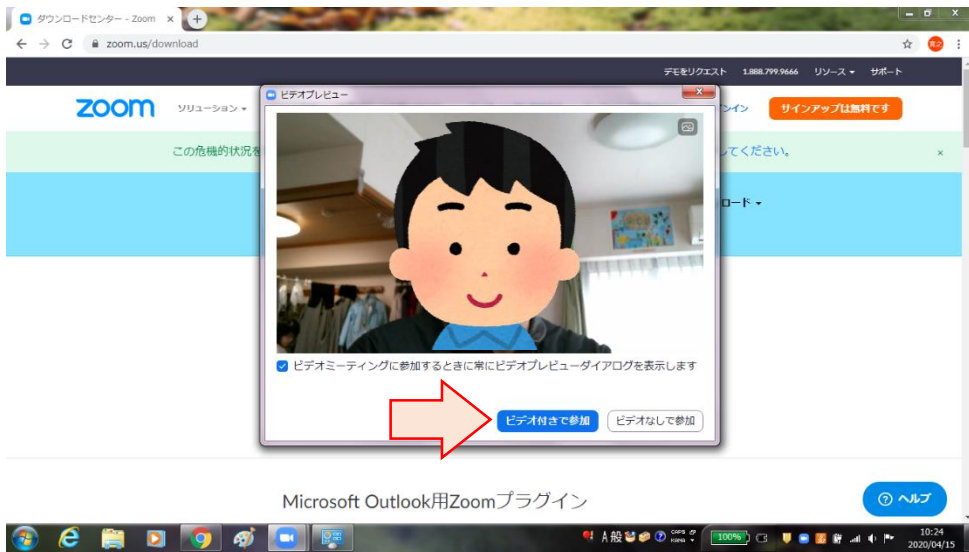 ダウンロードセンター - Zoom
zoom.us/download
デモをリクエスト 1.888.799.9666 リソース サポート
zoom ソリューション
サインアップは無料です
この危機的状況を
してください。
ビデオプレビュー
ビデオミーティングに参加するときに常にビデオプレビューダイアログを表示します
ビデオ付きで参加 ビデオなしで参加
Microsoft Outlook用Zoomプラグイン
ヘルプ
A 般
CAPS
KANA
100%
10:24
2020/04/15